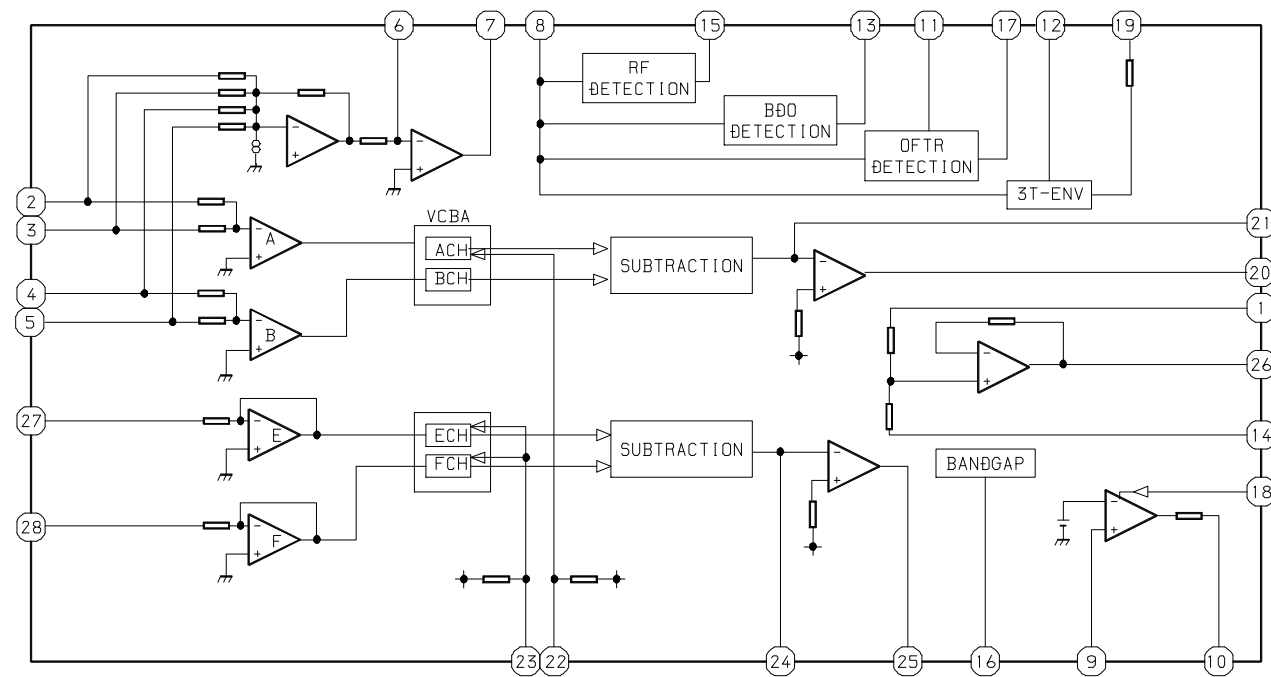 6 7 8 15 13 11 17 12 19
RF
DETECTION
BDO
DETECTION
OFTR
DETECTION
3T-ENV
−
+
−
+
2
3
4
5
−
A
+
−
B
+
VCBA
ACH
BCH
SUBTRACTION
−
+
21
20
1
−
+
26
14
27
−
E
+
ECH
FCH
SUBTRACTION
−
+
BANDGAP
18
−
+
28
−
F
+
23 22 24 25 16 9 10